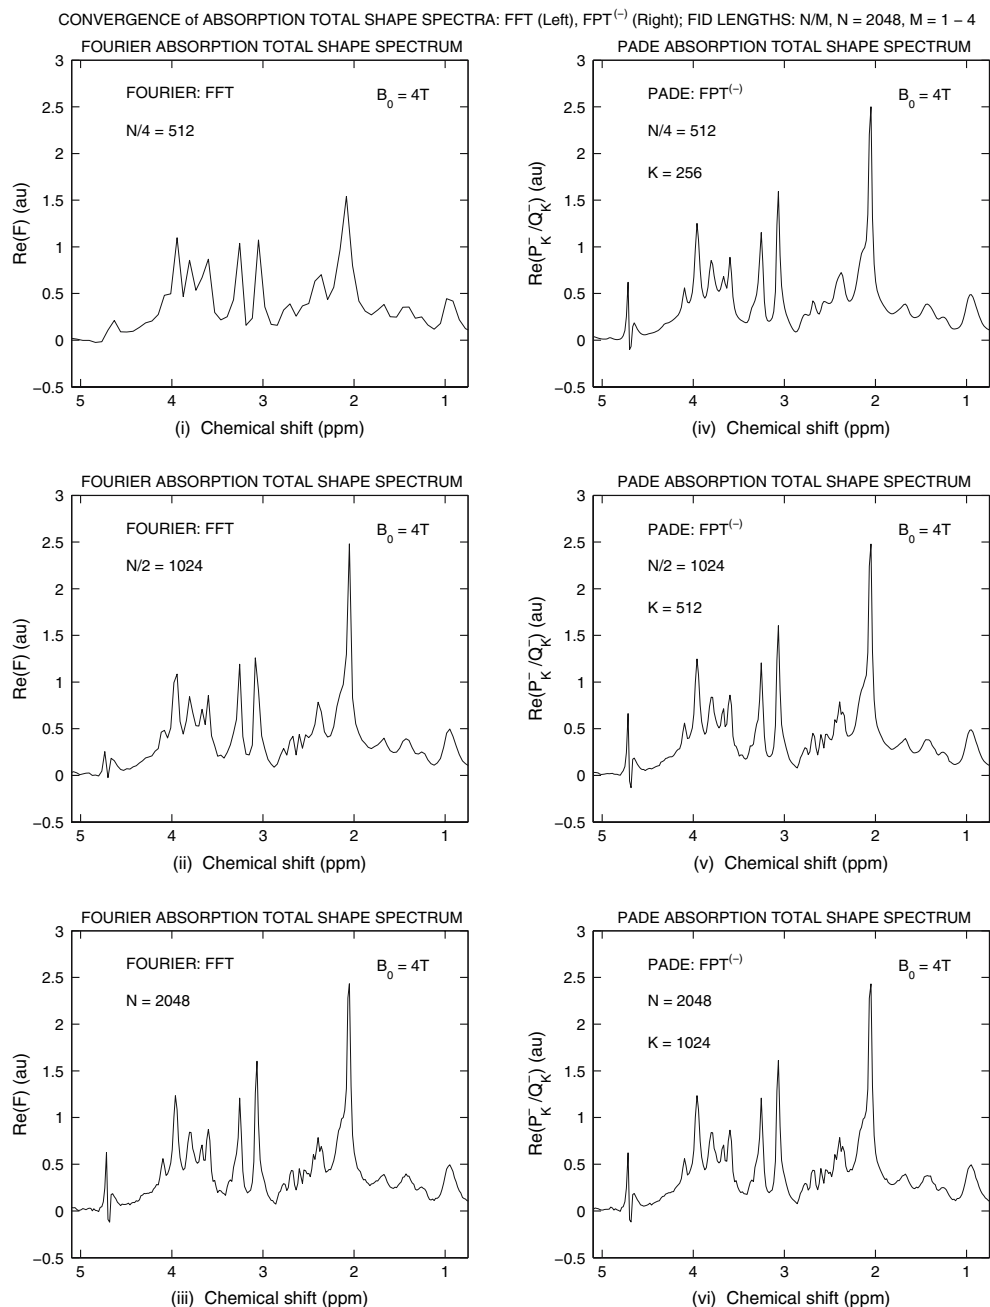 CONVERGENCE of ABSORPTION TOTAL SHAPE SPECTRA: FFT (Left), FPT(−) (Right); FID LENGTHS: N/M, N = 2048, M = 1 − 4
FOURIER ABSORPTION TOTAL SHAPE SPECTRUM
FOURIER: FFT
B0 = 4T
N/4 = 512
Re(F) (au)
3
2.5
2
1.5
1
0.5
0
−0.5
5
4
3
2
1
(i) Chemical shift (ppm)
PADE ABSORPTION TOTAL SHAPE SPECTRUM
PADE: FPT(−)
B0 = 4T
N/4 = 512
K = 256
Re(P−K/Q−K) (au)
3
2.5
2
1.5
1
0.5
0
−0.5
5
4
3
2
1
(iv) Chemical shift (ppm)
FOURIER ABSORPTION TOTAL SHAPE SPECTRUM
FOURIER: FFT
B0 = 4T
N/2 = 1024
Re(F) (au)
3
2.5
2
1.5
1
0.5
0
−0.5
5
4
3
2
1
(ii) Chemical shift (ppm)
PADE ABSORPTION TOTAL SHAPE SPECTRUM
PADE: FPT(−)
B0 = 4T
N/2 = 1024
K = 512
Re(P−K/Q−K) (au)
3
2.5
2
1.5
1
0.5
0
−0.5
5
4
3
2
1
(v) Chemical shift (ppm)
FOURIER ABSORPTION TOTAL SHAPE SPECTRUM
FOURIER: FFT
B0 = 4T
N = 2048
Re(F) (au)
3
2.5
2
1.5
1
0.5
0
−0.5
5
4
3
2
1
(iii) Chemical shift (ppm)
PADE ABSORPTION TOTAL SHAPE SPECTRUM
PADE: FPT(−)
B0 = 4T
N = 2048
K = 1024
Re(P−K/Q−K) (au)
3
2.5
2
1.5
1
0.5
0
−0.5
5
4
3
2
1
(vi) Chemical shift (ppm)